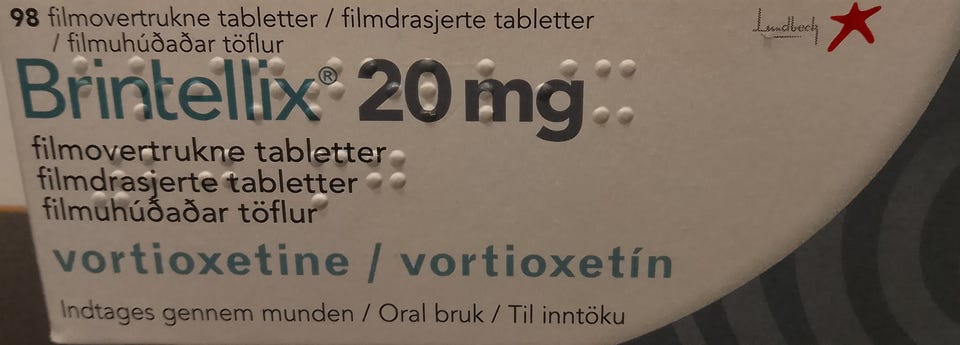 98 filmovertrukne tabletter / filmdrasjerte tabletter
/ filmuhúðaðar töflur
Lundbeck
Brintellix® 20 mg
filmovertrukne tabletter
filmdrasjerte tabletter
filmuhúðaðar töflur
vortioxetine / vortioxetín
Indtages gennem munden / Oral bruk / Til inntöku